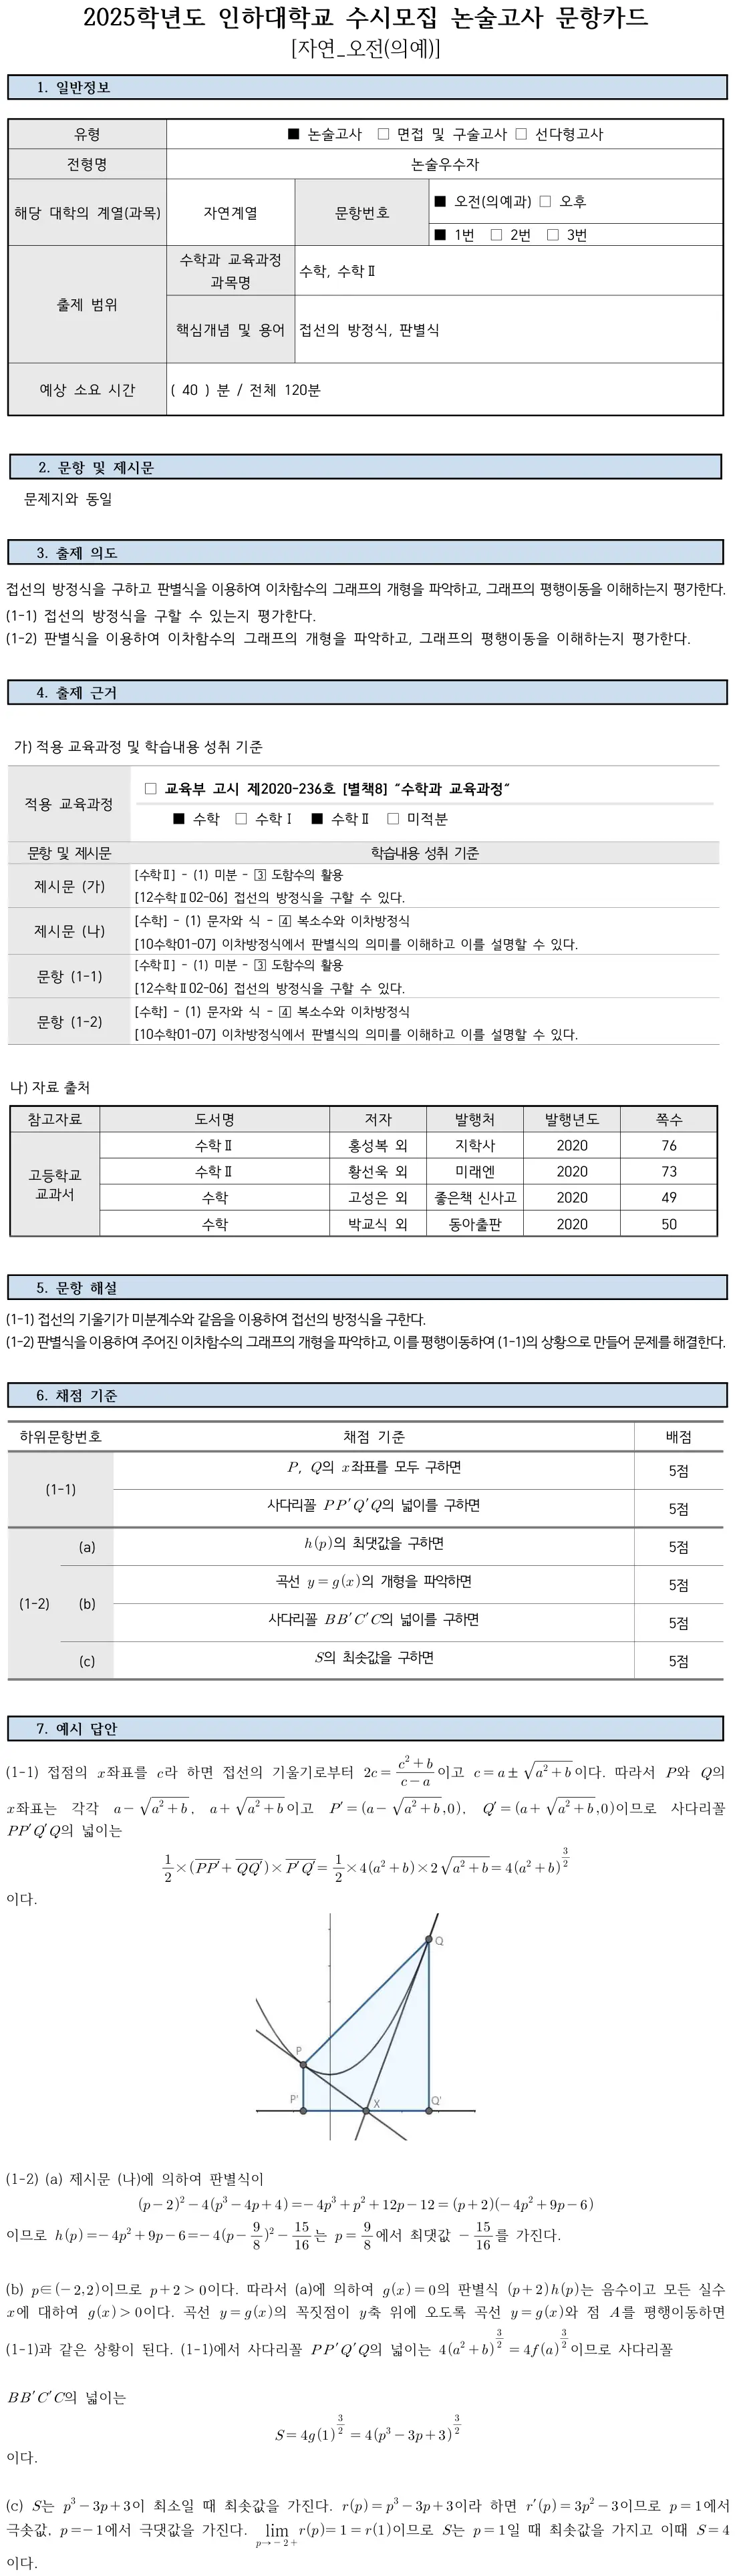 2025학년도 인하대학교 수시모집 논술고사 문항카드
[자연_오전(의예)]
1. 일반정보
유형 ■ 논술고사 □ 면접 및 구술고사 □ 선다형고사
전형명 논술우수자
해당 대학의 계열(과목) 자연계열 문항번호 ■ 오전(의예과) □ 오후
■ 1번 □ 2번 □ 3번
출제 범위 수학과 교육과정 과목명 수학, 수학Ⅱ
핵심개념 및 용어 접선의 방정식, 판별식
예상 소요 시간 ( 40 ) 분 / 전체 120분
2. 문항 및 제시문
문제지와 동일
3. 출제 의도
접선의 방정식을 구하고 판별식을 이용하여 이차함수의 그래프의 개형을 파악하고, 그래프의 평행이동을 이해하는지 평가한다.
(1-1) 접선의 방정식을 구할 수 있는지 평가한다.
(1-2) 판별식을 이용하여 이차함수의 그래프의 개형을 파악하고, 그래프의 평행이동을 이해하는지 평가한다.
4. 출제 근거
가) 적용 교육과정 및 학습내용 성취 기준
적용 교육과정 □ 교육부 고시 제2020-236호 [별책8] "수학과 교육과정"
■ 수학 □ 수학Ⅰ ■ 수학Ⅱ □ 미적분
문항 및 제시문 학습내용 성취 기준
제시문 (가) [수학Ⅱ] - (1) 미분 - ③ 도함수의 활용
[12수학Ⅱ02-06] 접선의 방정식을 구할 수 있다.
제시문 (나) [수학] - (1) 문자와 식 - ④ 복소수와 이차방정식
[10수학01-07] 이차방정식에서 판별식의 의미를 이해하고 이를 설명할 수 있다.
문항 (1-1) [수학Ⅱ] - (1) 미분 - ③ 도함수의 활용
[12수학Ⅱ02-06] 접선의 방정식을 구할 수 있다.
문항 (1-2) [수학] - (1) 문자와 식 - ④ 복소수와 이차방정식
[10수학01-07] 이차방정식에서 판별식의 의미를 이해하고 이를 설명할 수 있다.
나) 자료 출처
참고자료 도서명 저자 발행처 발행년도 쪽수
고등학교 교과서 수학Ⅱ 홍성복 외 지학사 2020 76
수학Ⅱ 황선욱 외 미래엔 2020 73
수학 고성은 외 좋은책 신사고 2020 49
수학 박교식 외 동아출판 2020 50
5. 문항 해설
(1-1) 접선의 기울기가 미분계수와 같음을 이용하여 접선의 방정식을 구한다.
(1-2) 판별식을 이용하여 주어진 이차함수의 그래프의 개형을 파악하고, 이를 평행이동하여 (1-1)의 상황으로 만들어 문제를 해결한다.
6. 채점 기준
하위문항번호 채점 기준 배점
(1-1) P, Q의 x좌표를 모두 구하면 5점
사다리꼴 PP′Q′Q의 넓이를 구하면 5점
(1-2) (a) h(p)의 최댓값을 구하면 5점
(b) 곡선 y=g(x)의 개형을 파악하면 5점
사다리꼴 BB′C′C의 넓이를 구하면 5점
(c) S의 최솟값을 구하면 5점
7. 예시 답안
(1-1) 접점의 x좌표를 c라 하면 접선의 기울기로부터 2c = (c²+b)/(c−a) 이고 c = a ± √(a²+b) 이다. 따라서 P와 Q의
x좌표는 각각 a−√(a²+b), a+√(a²+b) 이고 P′=(a−√(a²+b),0), Q′=(a+√(a²+b),0)이므로 사다리꼴
PP′Q′Q의 넓이는
1/2×(PP′+QQ′)×P′Q′ = 1/2×4(a²+b)×2√(a²+b) = 4(a²+b)^(3/2)
이다.
Q
P
P' X Q'
(1-2) (a) 제시문 (나)에 의하여 판별식이
(p−2)²−4(p³−4p+4) = −4p³+p²+12p−12 = (p+2)(−4p²+9p−6)
이므로 h(p) = −4p²+9p−6 = −4(p−9/8)²−15/16 는 p=9/8 에서 최댓값 −15/16 를 가진다.
(b) p∈(−2,2)이므로 p+2>0이다. 따라서 (a)에 의하여 g(x)=0의 판별식 (p+2)h(p)는 음수이고 모든 실수
x에 대하여 g(x)>0이다. 곡선 y=g(x)의 꼭짓점이 y축 위에 오도록 곡선 y=g(x)와 점 A를 평행이동하면
(1-1)과 같은 상황이 된다. (1-1)에서 사다리꼴 PP′Q′Q의 넓이는 4(a²+b)^(3/2) = 4f(a)^(3/2) 이므로 사다리꼴
BB′C′C의 넓이는
S = 4g(1)^(3/2) = 4(p³−3p+3)^(3/2)
이다.
(c) S는 p³−3p+3이 최소일 때 최솟값을 가진다. r(p)=p³−3p+3이라 하면 r′(p)=3p²−3이므로 p=1에서
극솟값, p=−1에서 극댓값을 가진다. lim p→−2+ r(p)=1=r(1)이므로 S는 p=1일 때 최솟값을 가지고 이때 S=4
이다.